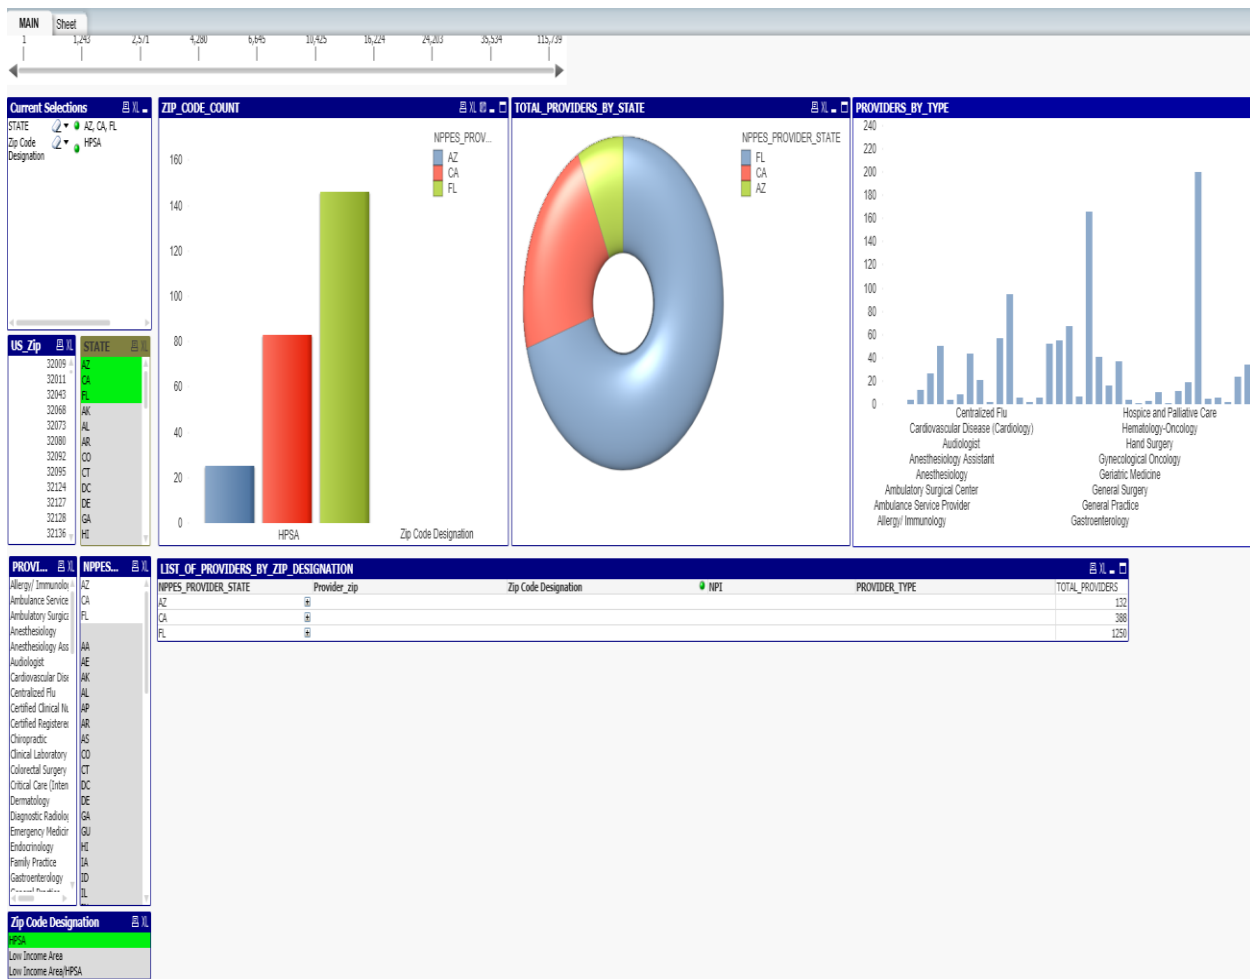 MAIN Sheet
1 1,243 2,571 4,280 6,645 10,425 16,224 24,203 35,534 115,739
Current Selections
STATE AZ, CA, FL
Zip Code HPSA
Designation
ZIP_CODE_COUNT
NPPES_PROV...
AZ
CA
FL
160
140
120
100
80
60
40
20
0
HPSA Zip Code Designation
TOTAL_PROVIDERS_BY_STATE
NPPES_PROVIDER_STATE
FL
CA
AZ
PROVIDERS_BY_TYPE
240
220
200
180
160
140
120
100
80
60
40
20
0
Centralized Flu
Cardiovascular Disease (Cardiology)
Audiologist
Anesthesiology Assistant
Anesthesiology
Ambulatory Surgical Center
Ambulance Service Provider
Allergy/ Immunology
Hospice and Palliative Care
Hematology-Oncology
Hand Surgery
Gynecological Oncology
Geriatric Medicine
General Surgery
General Practice
Gastroenterology
US_Zip
32009
32011
32043
32068
32073
32080
32092
32095
32124
32127
32128
32136
STATE
AZ
CA
FL
AK
AL
AR
CO
CT
DC
DE
GA
HI
PROVI...
Allergy/ Immunolo
Ambulance Service
Ambulatory Surgica
Anesthesiology
Anesthesiology Ass
Audiologist
Cardiovascular Dise
Centralized Flu
Certified Clinical Nu
Certified Registere
Chiropractic
Clinical Laboratory
Colorectal Surgery
Critical Care (Inten
Dermatology
Diagnostic Radiolo
Emergency Medicin
Endocrinology
Family Practice
Gastroenterology
NPPES...
AZ
CA
FL
AA
AE
AK
AL
AP
AR
AS
CO
CT
DC
DE
GA
GU
HI
IA
ID
IL
LIST_OF_PROVIDERS_BY_ZIP_DESIGNATION
NPPES_PROVIDER_STATE Provider_zip Zip Code Designation NPI PROVIDER_TYPE TOTAL_PROVIDERS
AZ 132
CA 388
FL 1250
Zip Code Designation
HPSA
Low Income Area
Low Income Area/HPSA